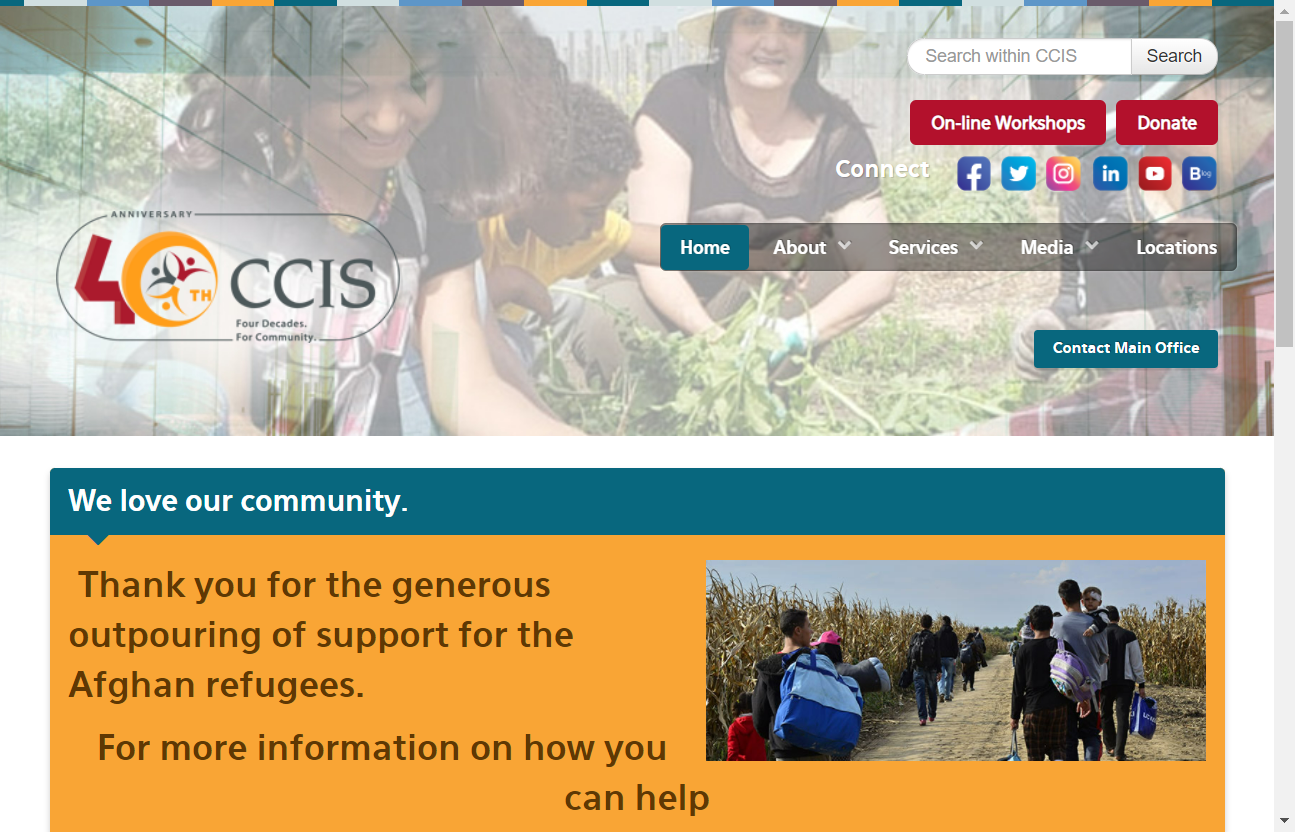 Search within CCIS
Search
On-line Workshops
Donate
Connect
Blog
ANNIVERSARY
40TH CCIS
Four Decades.
For Community.
Home
About
Services
Media
Locations
Contact Main Office
We love our community.
Thank you for the generous
outpouring of support for the
Afghan refugees.
For more information on how you
can help